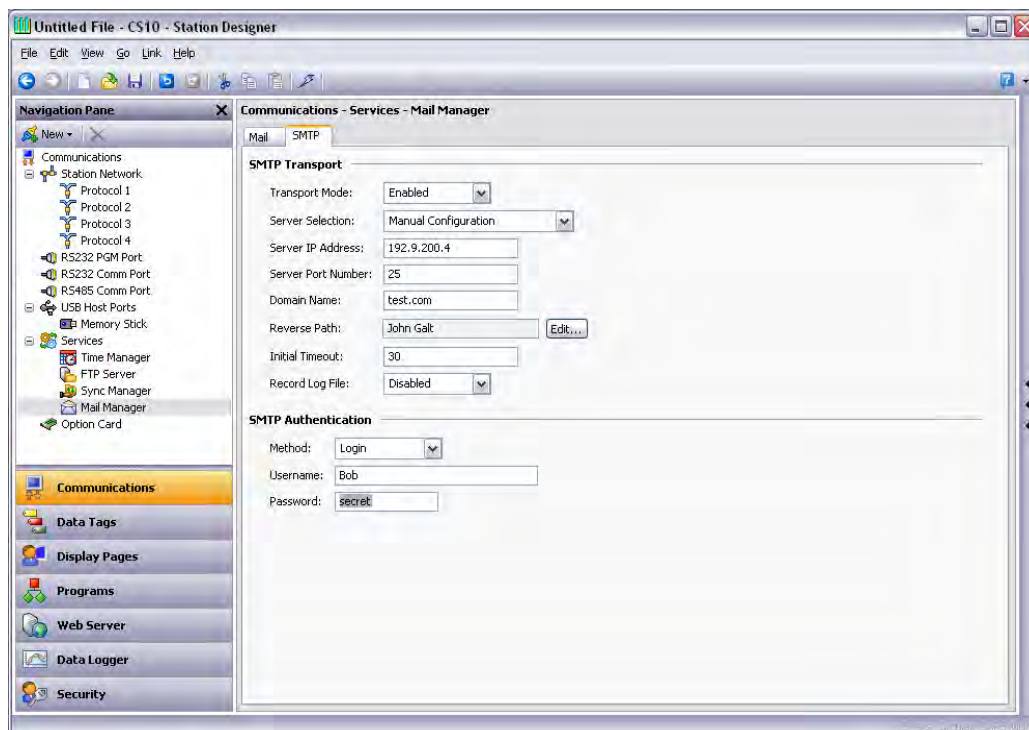 Untitled File - CS10 - Station Designer
File Edit View Go Link Help
Navigation Pane
New
Communications
Station Network
Protocol 1
Protocol 2
Protocol 3
Protocol 4
RS232 PGM Port
RS232 Comm Port
RS485 Comm Port
USB Host Ports
Memory Stick
Services
Time Manager
FTP Server
Sync Manager
Mail Manager
Option Card
Communications
Data Tags
Display Pages
Programs
Web Server
Data Logger
Security
Communications - Services - Mail Manager
Mail SMTP
SMTP Transport
Transport Mode: Enabled
Server Selection: Manual Configuration
Server IP Address: 192.9.200.4
Server Port Number: 25
Domain Name: test.com
Reverse Path: John Galt Edit...
Initial Timeout: 30
Record Log File: Disabled
SMTP Authentication
Method: Login
Username: Bob
Password: secret